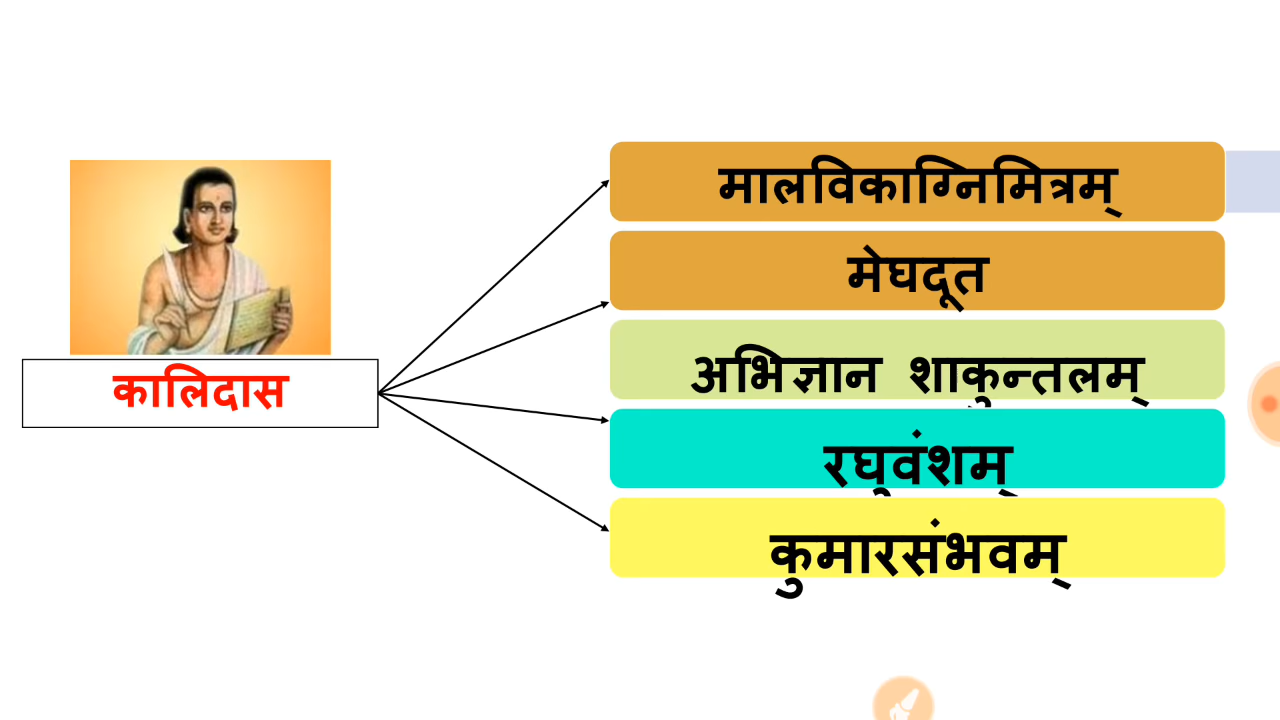 कालिदास
मालविकाग्निमित्रम्
मेघदूत
अभिज्ञान शाकुन्तलम्
रघुवंशम्
कुमारसंभवम्